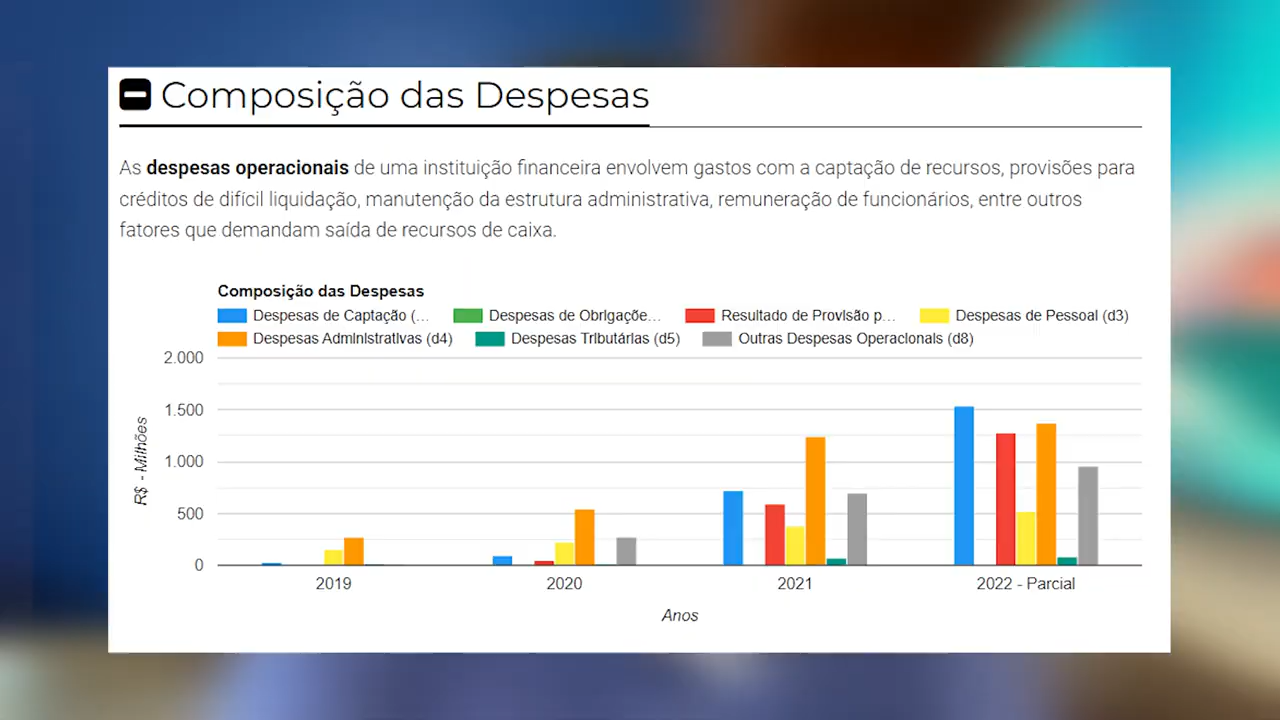 Composição das Despesas
As despesas operacionais de uma instituição financeira envolvem gastos com a captação de recursos, provisões para
créditos de difícil liquidação, manutenção da estrutura administrativa, remuneração de funcionários, entre outros
fatores que demandam saída de recursos de caixa.
Composição das Despesas
Despesas de Captação (... Despesas de Obrigaçõe... Resultado de Provisão p... Despesas de Pessoal (d3)
Despesas Administrativas (d4) Despesas Tributárias (d5) Outras Despesas Operacionais (d8)
2.000
1.500
1.000
500
0
R$ - Milhões
2019 2020 2021 2022 - Parcial
Anos